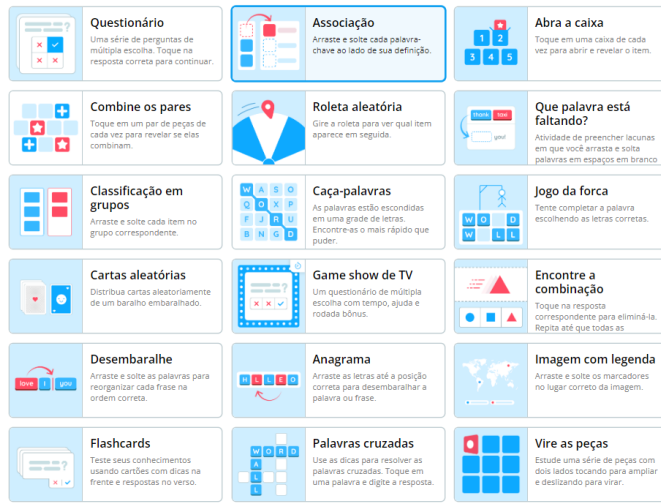 Questionário
Uma série de perguntas de
múltipla escolha. Toque na
resposta correta para continuar.
Associação
Arraste e solte cada palavra-
chave ao lado de sua definição.
Abra a caixa
Toque em uma caixa de cada
vez para abrir e revelar o item.
1 2
3 4 5
Combine os pares
Toque em um par de peças de
cada vez para revelar se elas
combinam.
Roleta aleatória
Gire a roleta para ver qual item
aparece em seguida.
thank
you!
Que palavra está
faltando?
Atividade de preencher lacunas
em que você arrasta e solta
palavras em espaços em branco
Classificação em
grupos
Arraste e solte cada item no
grupo correspondente.
W A S O
Q O X P
F J R U
B N G D
Caça-palavras
As palavras estão escondidas
em uma grade de letras.
Encontre-as o mais rápido que
puder.
W O D
W L L
Jogo da forca
Tente completar a palavra
escolhendo as letras corretas.
Cartas aleatórias
Distribua cartas aleatoriamente
de um baralho embaralhado.
Game show de TV
Um questionário de múltipla
escolha com tempo, ajuda e
rodada bônus.
Encontre a
combinação
Toque na resposta
correspondente para eliminá-la.
Repita até que todas as
love I you
Desembaralhe
Arraste e solte as palavras para
reorganizar cada frase na
ordem correta.
H L L E O
Anagrama
Arraste as letras até a posição
correta para desembaralhar a
palavra ou frase.
Imagem com legenda
Arraste e solte os marcadores
no lugar correto da imagem.
Flashcards
Teste seus conhecimentos
usando cartões com dicas na
frente e respostas no verso.
W O R D
A
L
L
Palavras cruzadas
Use as dicas para resolver as
palavras cruzadas. Toque em
uma palavra e digite a resposta.
Vire as peças
Estude uma série de peças com
dois lados tocando para ampliar
e deslizando para virar.